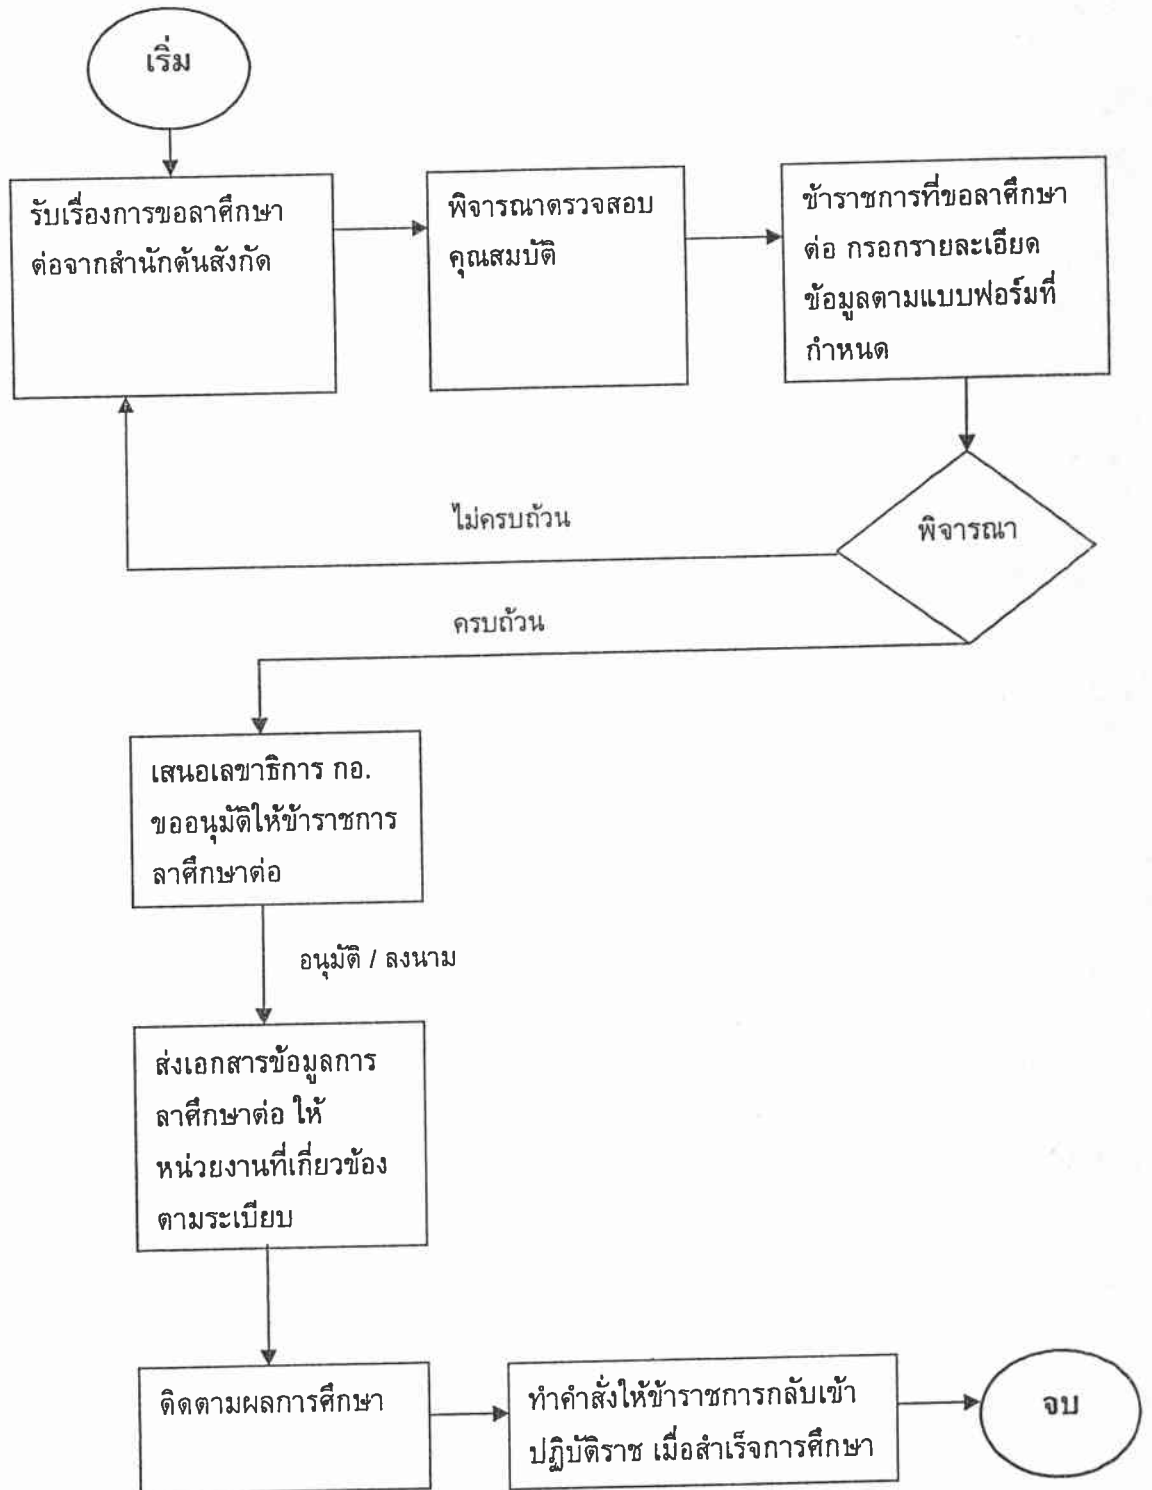 เริ่ม
รับเรื่องการขอลาศึกษา
ต่อจากสำนักต้นสังกัด
พิจารณาตรวจสอบ
คุณสมบัติ
ข้าราชการที่ขอลาศึกษา
ต่อ กรอกรายละเอียด
ข้อมูลตามแบบฟอร์มที่
กำหนด
พิจารณา
ไม่ครบถ้วน
ครบถ้วน
เสนอเลขาธิการ กอ.
ขออนุมัติให้ข้าราชการ
ลาศึกษาต่อ
อนุมัติ / ลงนาม
ส่งเอกสารข้อมูลการ
ลาศึกษาต่อ ให้
หน่วยงานที่เกี่ยวข้อง
ตามระเบียบ
ติดตามผลการศึกษา
ทำคำสั่งให้ข้าราชการกลับเข้า
ปฏิบัติราช เมื่อสำเร็จการศึกษา
จบ